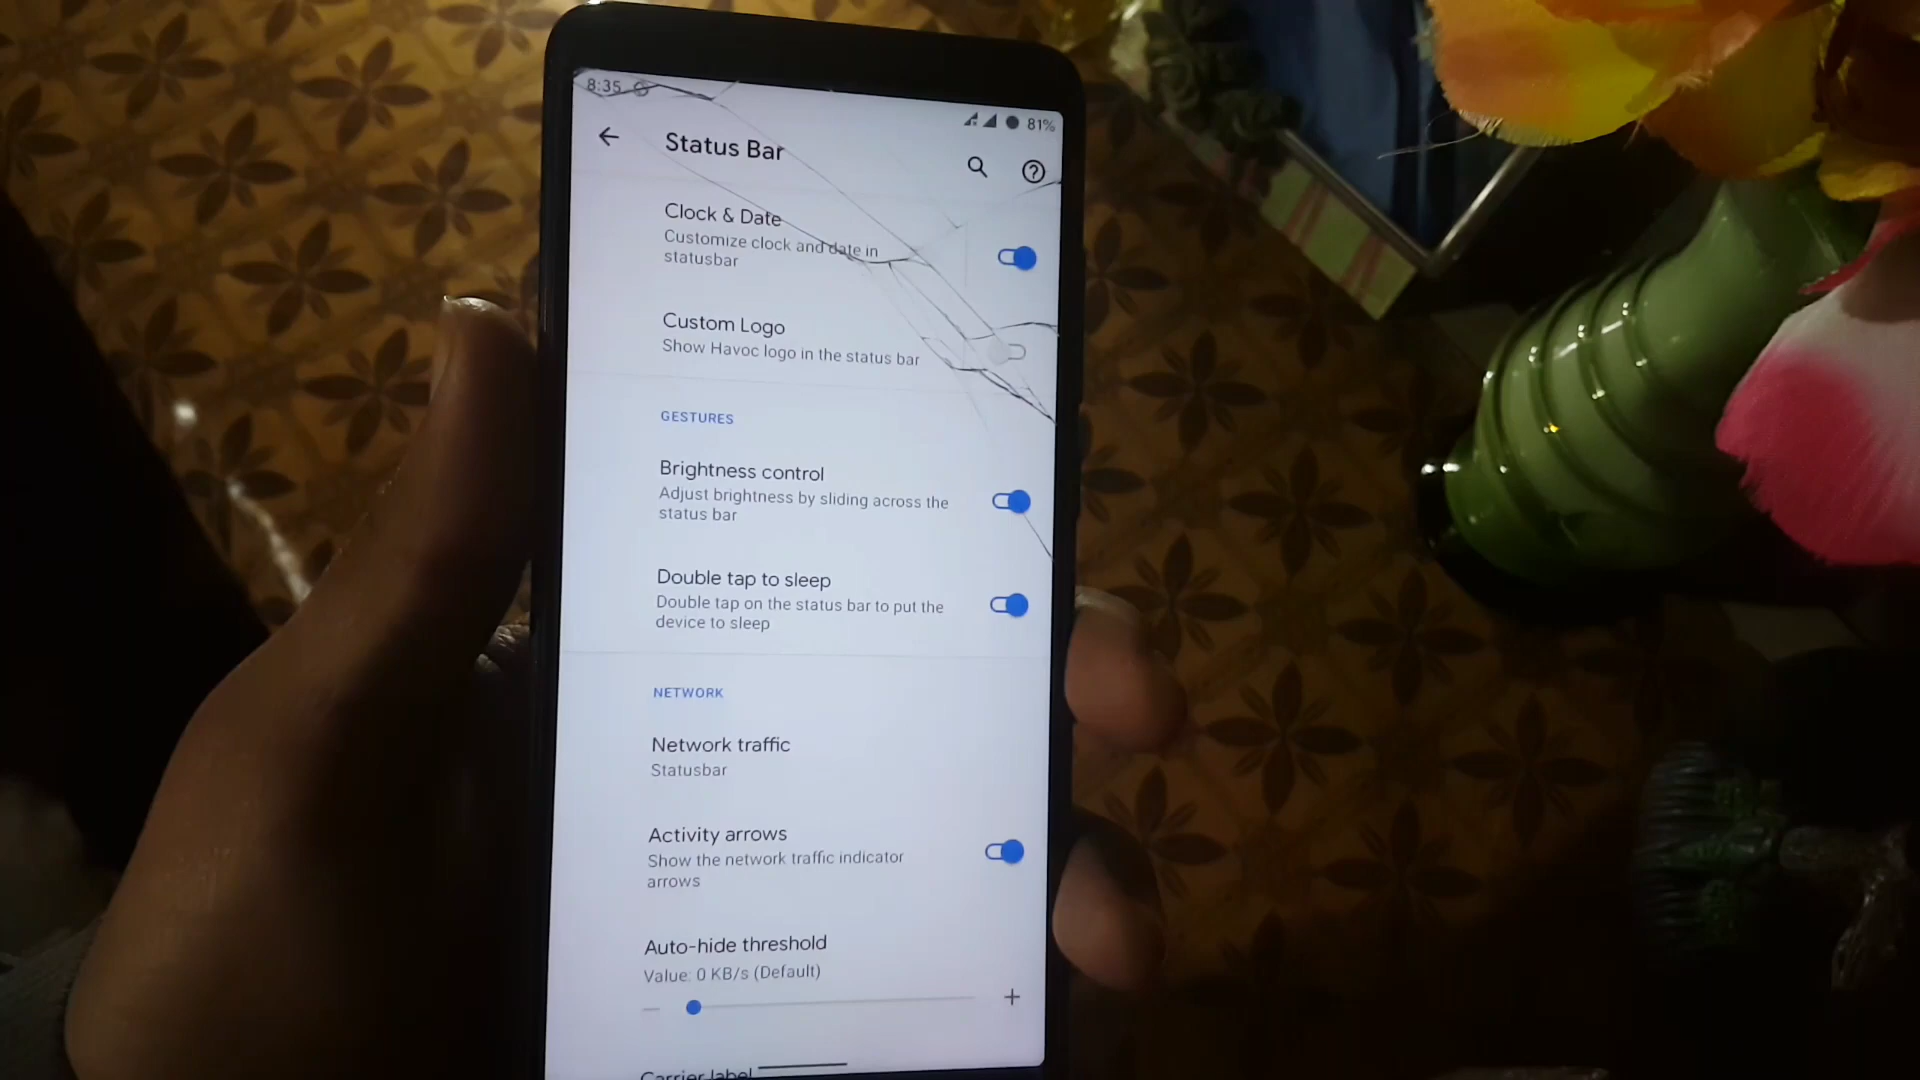 8:35
81%
Status Bar
Clock & Date
Customize clock and date in
statusbar
Custom Logo
Show Havoc logo in the status bar
GESTURES
Brightness control
Adjust brightness by sliding across the
status bar
Double tap to sleep
Double tap on the status bar to put the
device to sleep
NETWORK
Network traffic
Statusbar
Activity arrows
Show the network traffic indicator
arrows
Auto-hide threshold
Value: 0 KB/s (Default)
Carrier label